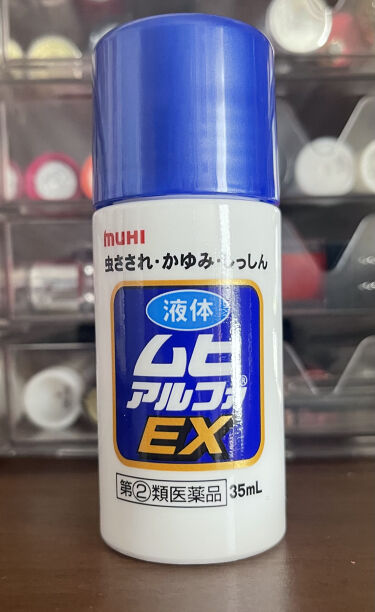 MUHI
虫さされ・かゆみ・しっしん
液体
ムヒ
アルファ®
EX
第②類医薬品 35mL